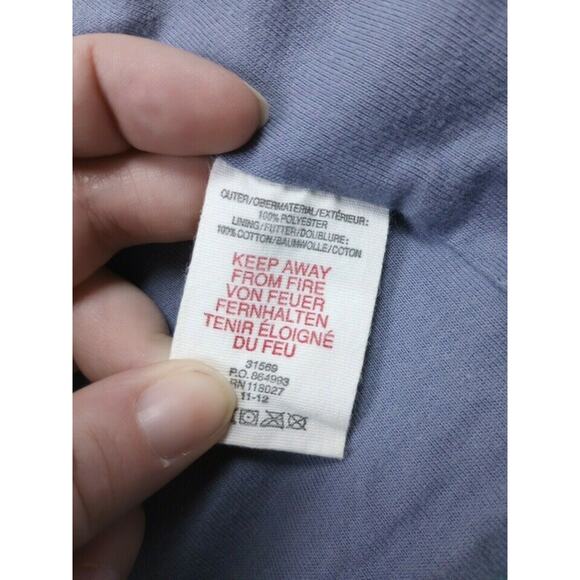 OUTER/OBERMATERIAL/EXTÉRIEUR:
100% POLYESTER
LINING/FUTTER/DOUBLURE:
100% COTTON/BAUMWOLLE/COTON
KEEP AWAY
FROM FIRE
VON FEUER
FERNHALTEN
TENIR ÉLOIGNÉ
DU FEU
31569
P.O. 864993
RN 118027
11-12